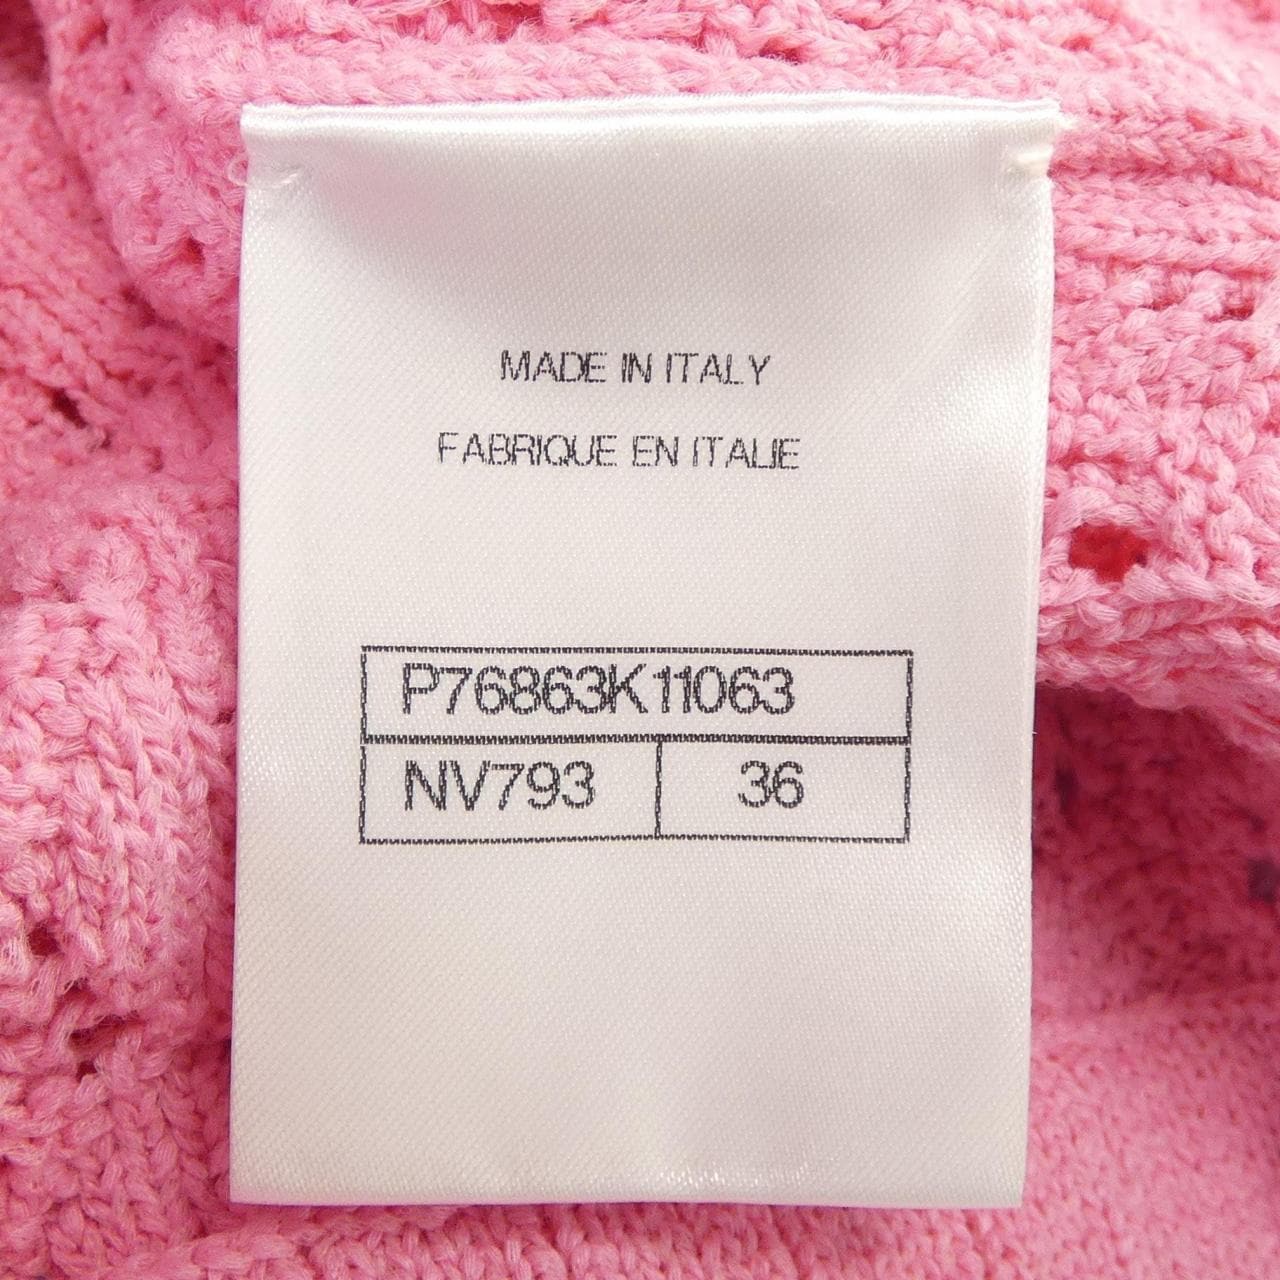 MADE IN ITALY
FABRIQUE EN ITALIE
P76863K11063
NV793 36